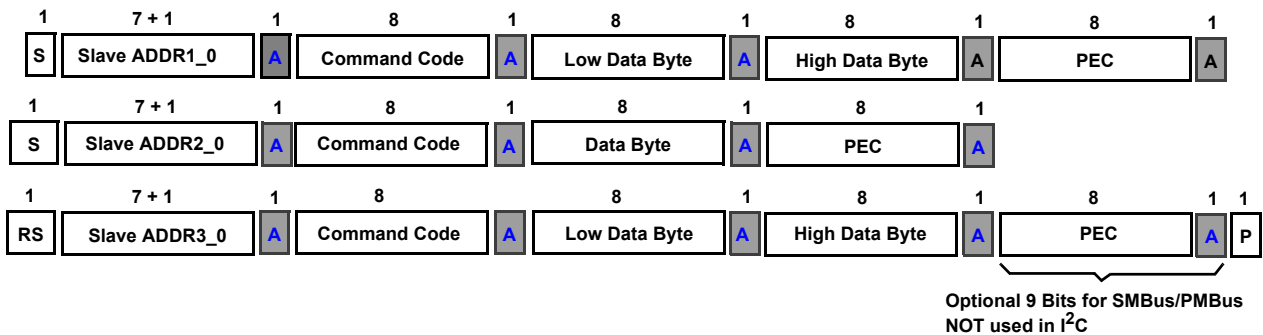 1 7 + 1 1 8 1 8 1 8 1 8 1
S Slave ADDR1_0 A Command Code A Low Data Byte A High Data Byte A PEC A
1 7 + 1 1 8 1 8 1 8 1
S Slave ADDR2_0 A Command Code A Data Byte A PEC A
1 7 + 1 1 8 1 8 1 8 1 8 1 1
RS Slave ADDR3_0 A Command Code A Low Data Byte A High Data Byte A PEC A P
Optional 9 Bits for SMBus/PMBus
NOT used in I²C